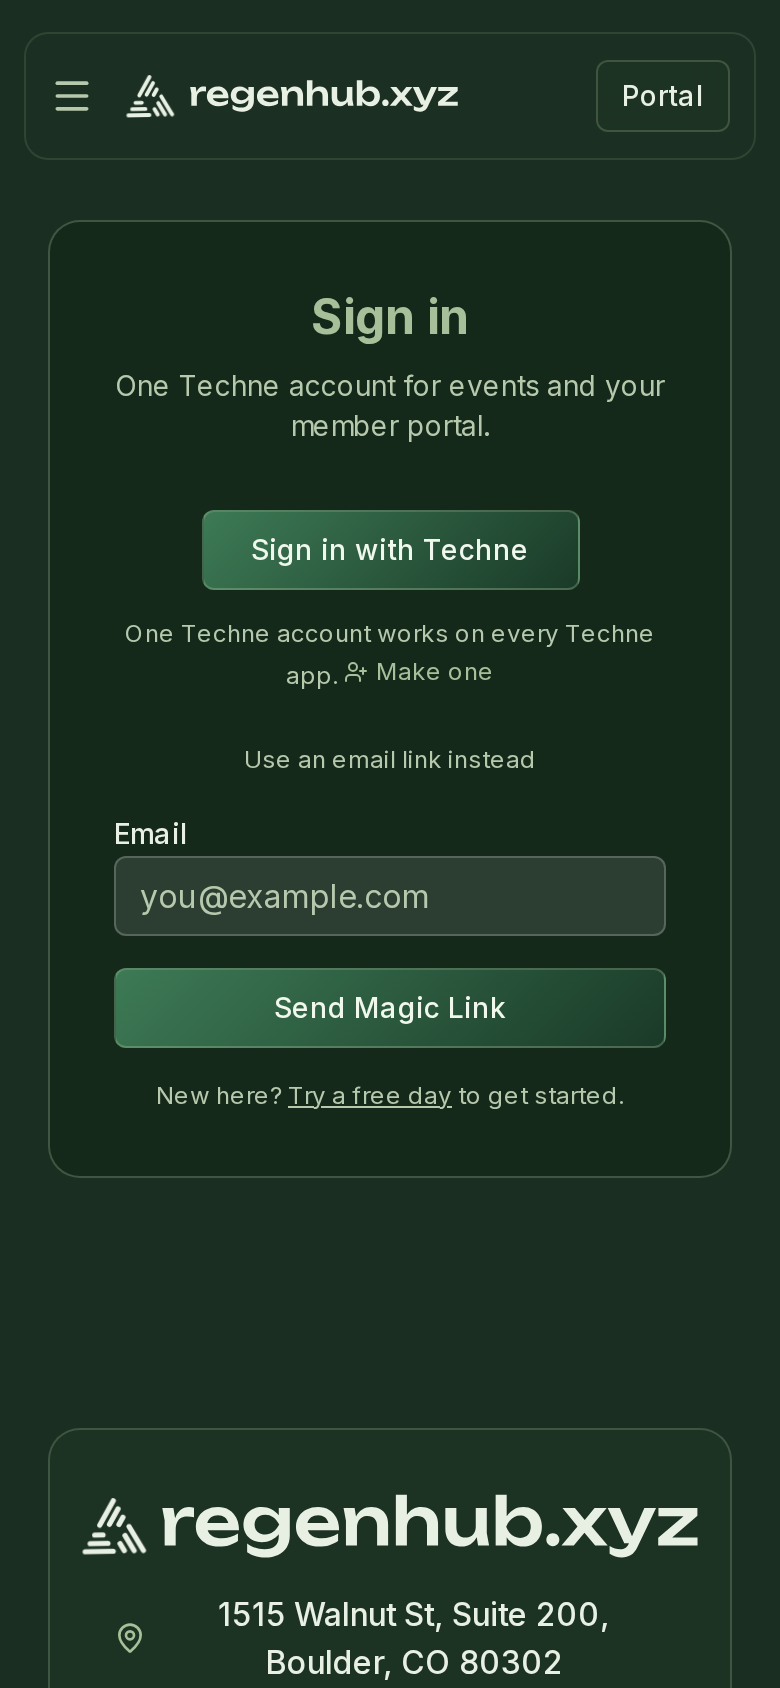 regenhub.xyz
Portal
Sign in
One Techne account for events and your
member portal.
Sign in with Techne
One Techne account works on every Techne
app. Make one
Use an email link instead
Email
you@example.com
Send Magic Link
New here? Try a free day to get started.
regenhub.xyz
1515 Walnut St, Suite 200,
Boulder, CO 80302